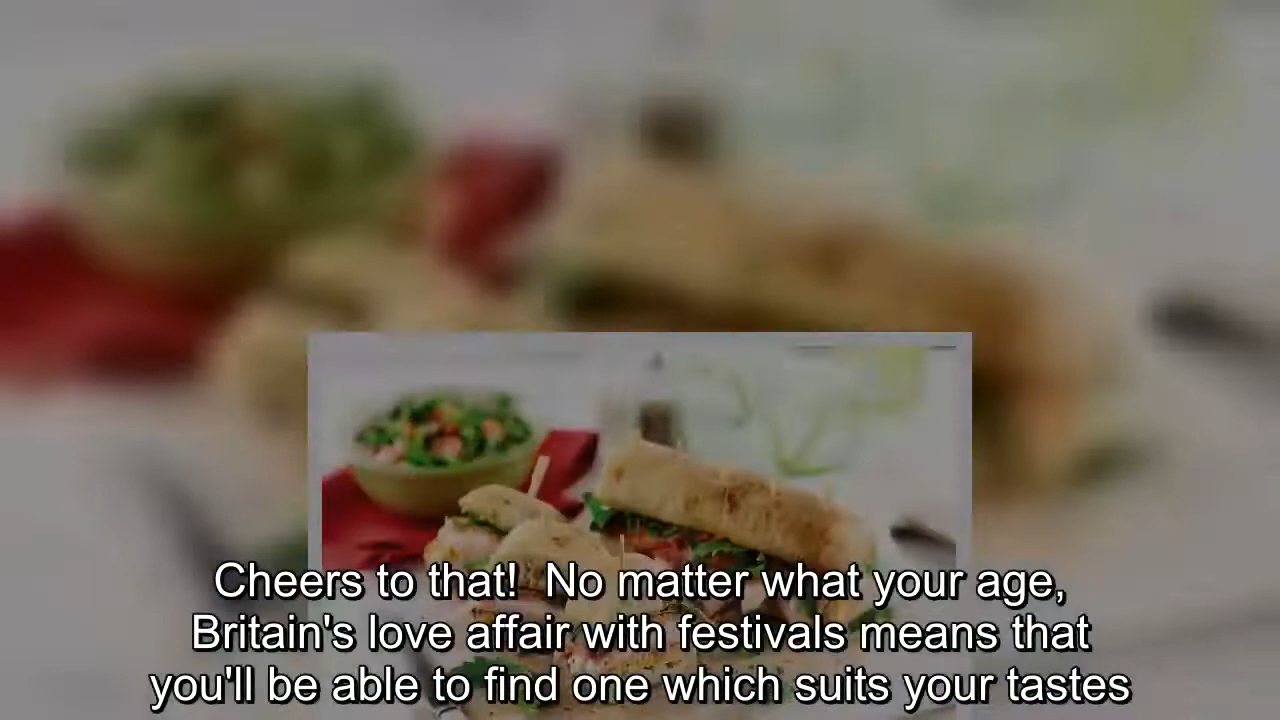 Cheers to that!  No matter what your age,
Britain's love affair with festivals means that
you'll be able to find one which suits your tastes